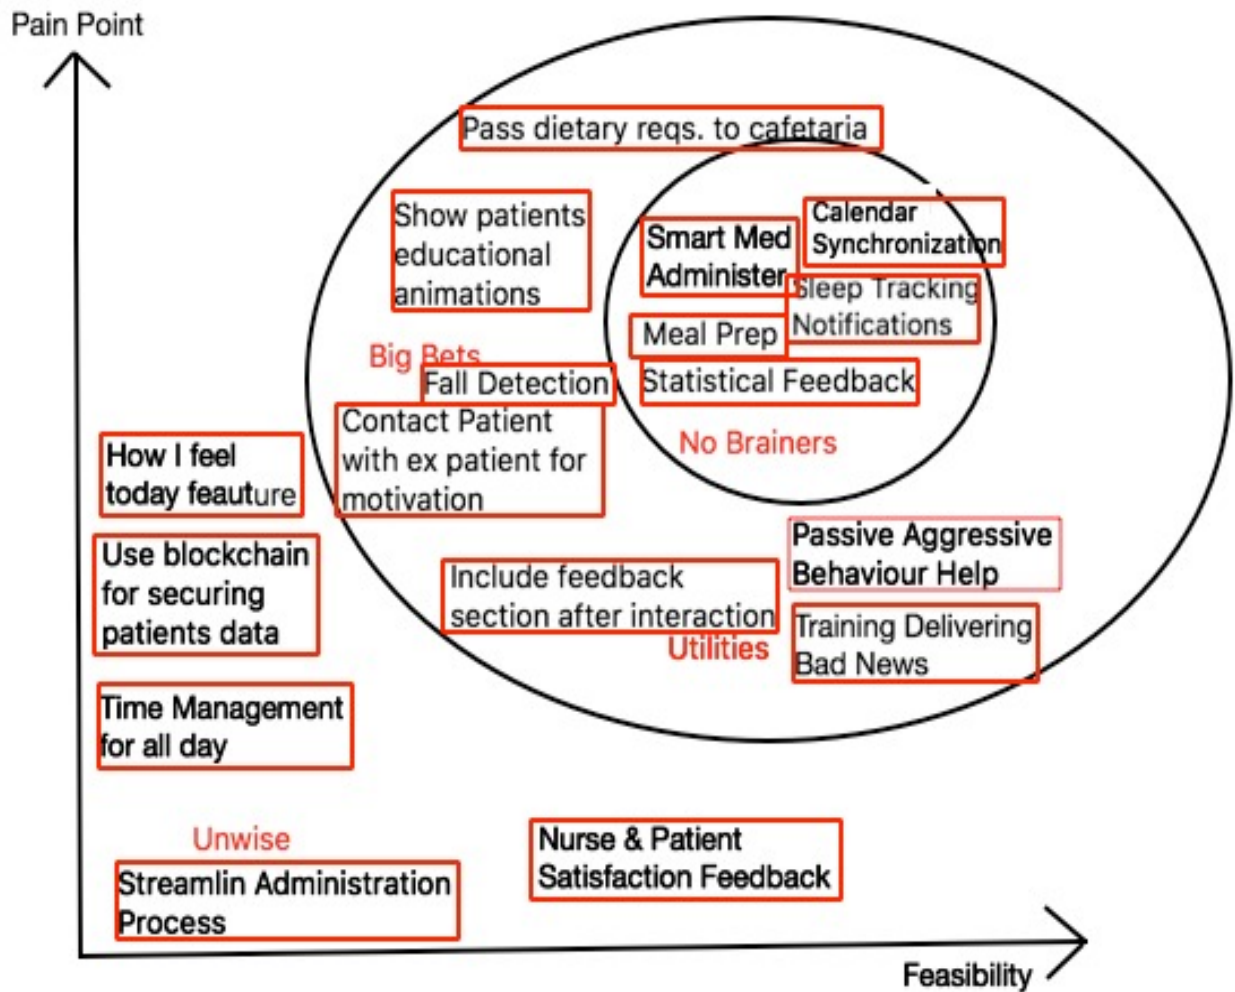 Pain Point
Pass dietary reqs. to cafetaria
Show patients
educational
animations
Smart Med
Administer
Calendar
Synchronization
Sleep Tracking
Notifications
Meal Prep
Big Bets
Fall Detection
Statistical Feedback
Contact Patient
with ex patient for
motivation
No Brainers
How I feel
today feauture
Use blockchain
for securing
patients data
Passive Aggressive
Behaviour Help
Include feedback
section after interaction
Utilities
Training Delivering
Bad News
Time Management
for all day
Unwise
Streamlin Administration
Process
Nurse & Patient
Satisfaction Feedback
Feasibility